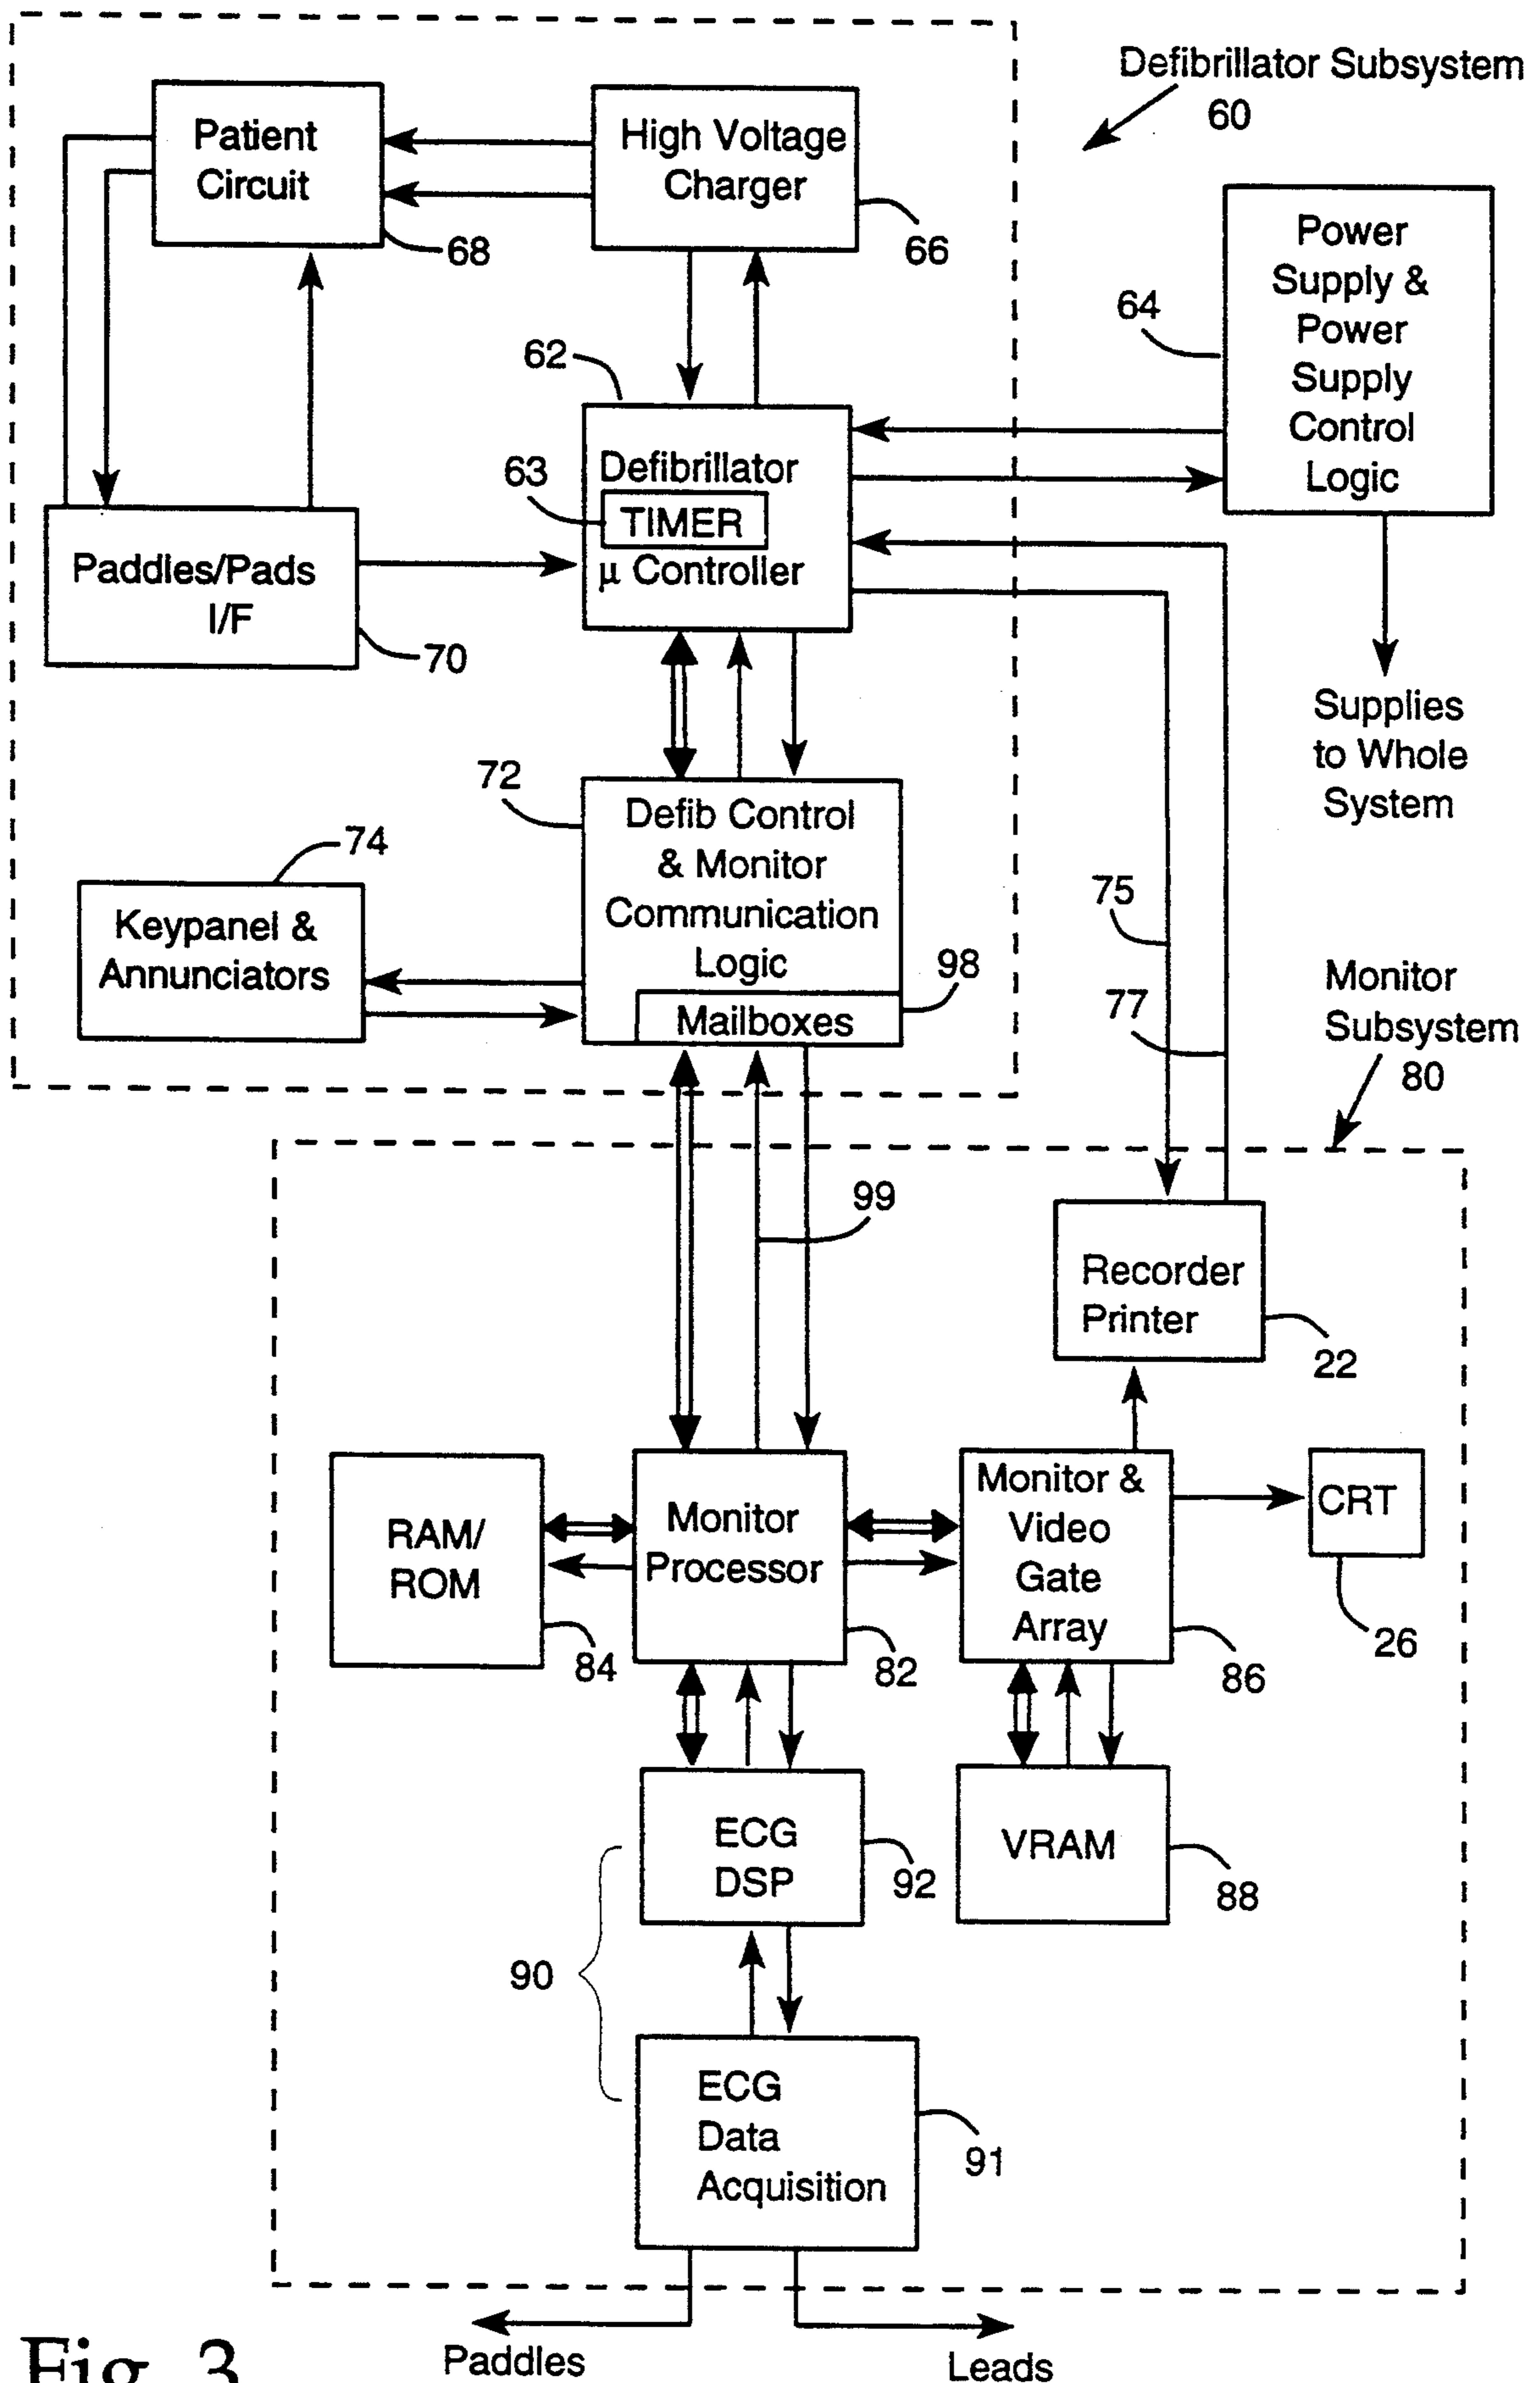 Defibrillator Subsystem
60
Patient
Circuit
68
High Voltage
Charger
66
Power
Supply &
Power
Supply
Control
Logic
64
62
Defibrillator
63
TIMER
μ Controller
Paddles/Pads
I/F
70
Supplies
to Whole
System
72
Defib Control
& Monitor
Communication
Logic
98
Mailboxes
74
Keypanel &
Annunciators
75
77
Monitor
Subsystem
80
99
Recorder
Printer
22
RAM/
ROM
84
Monitor
Processor
82
Monitor &
Video
Gate
Array
86
CRT
26
ECG
DSP
92
VRAM
88
90
ECG
Data
Acquisition
91
Paddles
Leads
Fig. 3